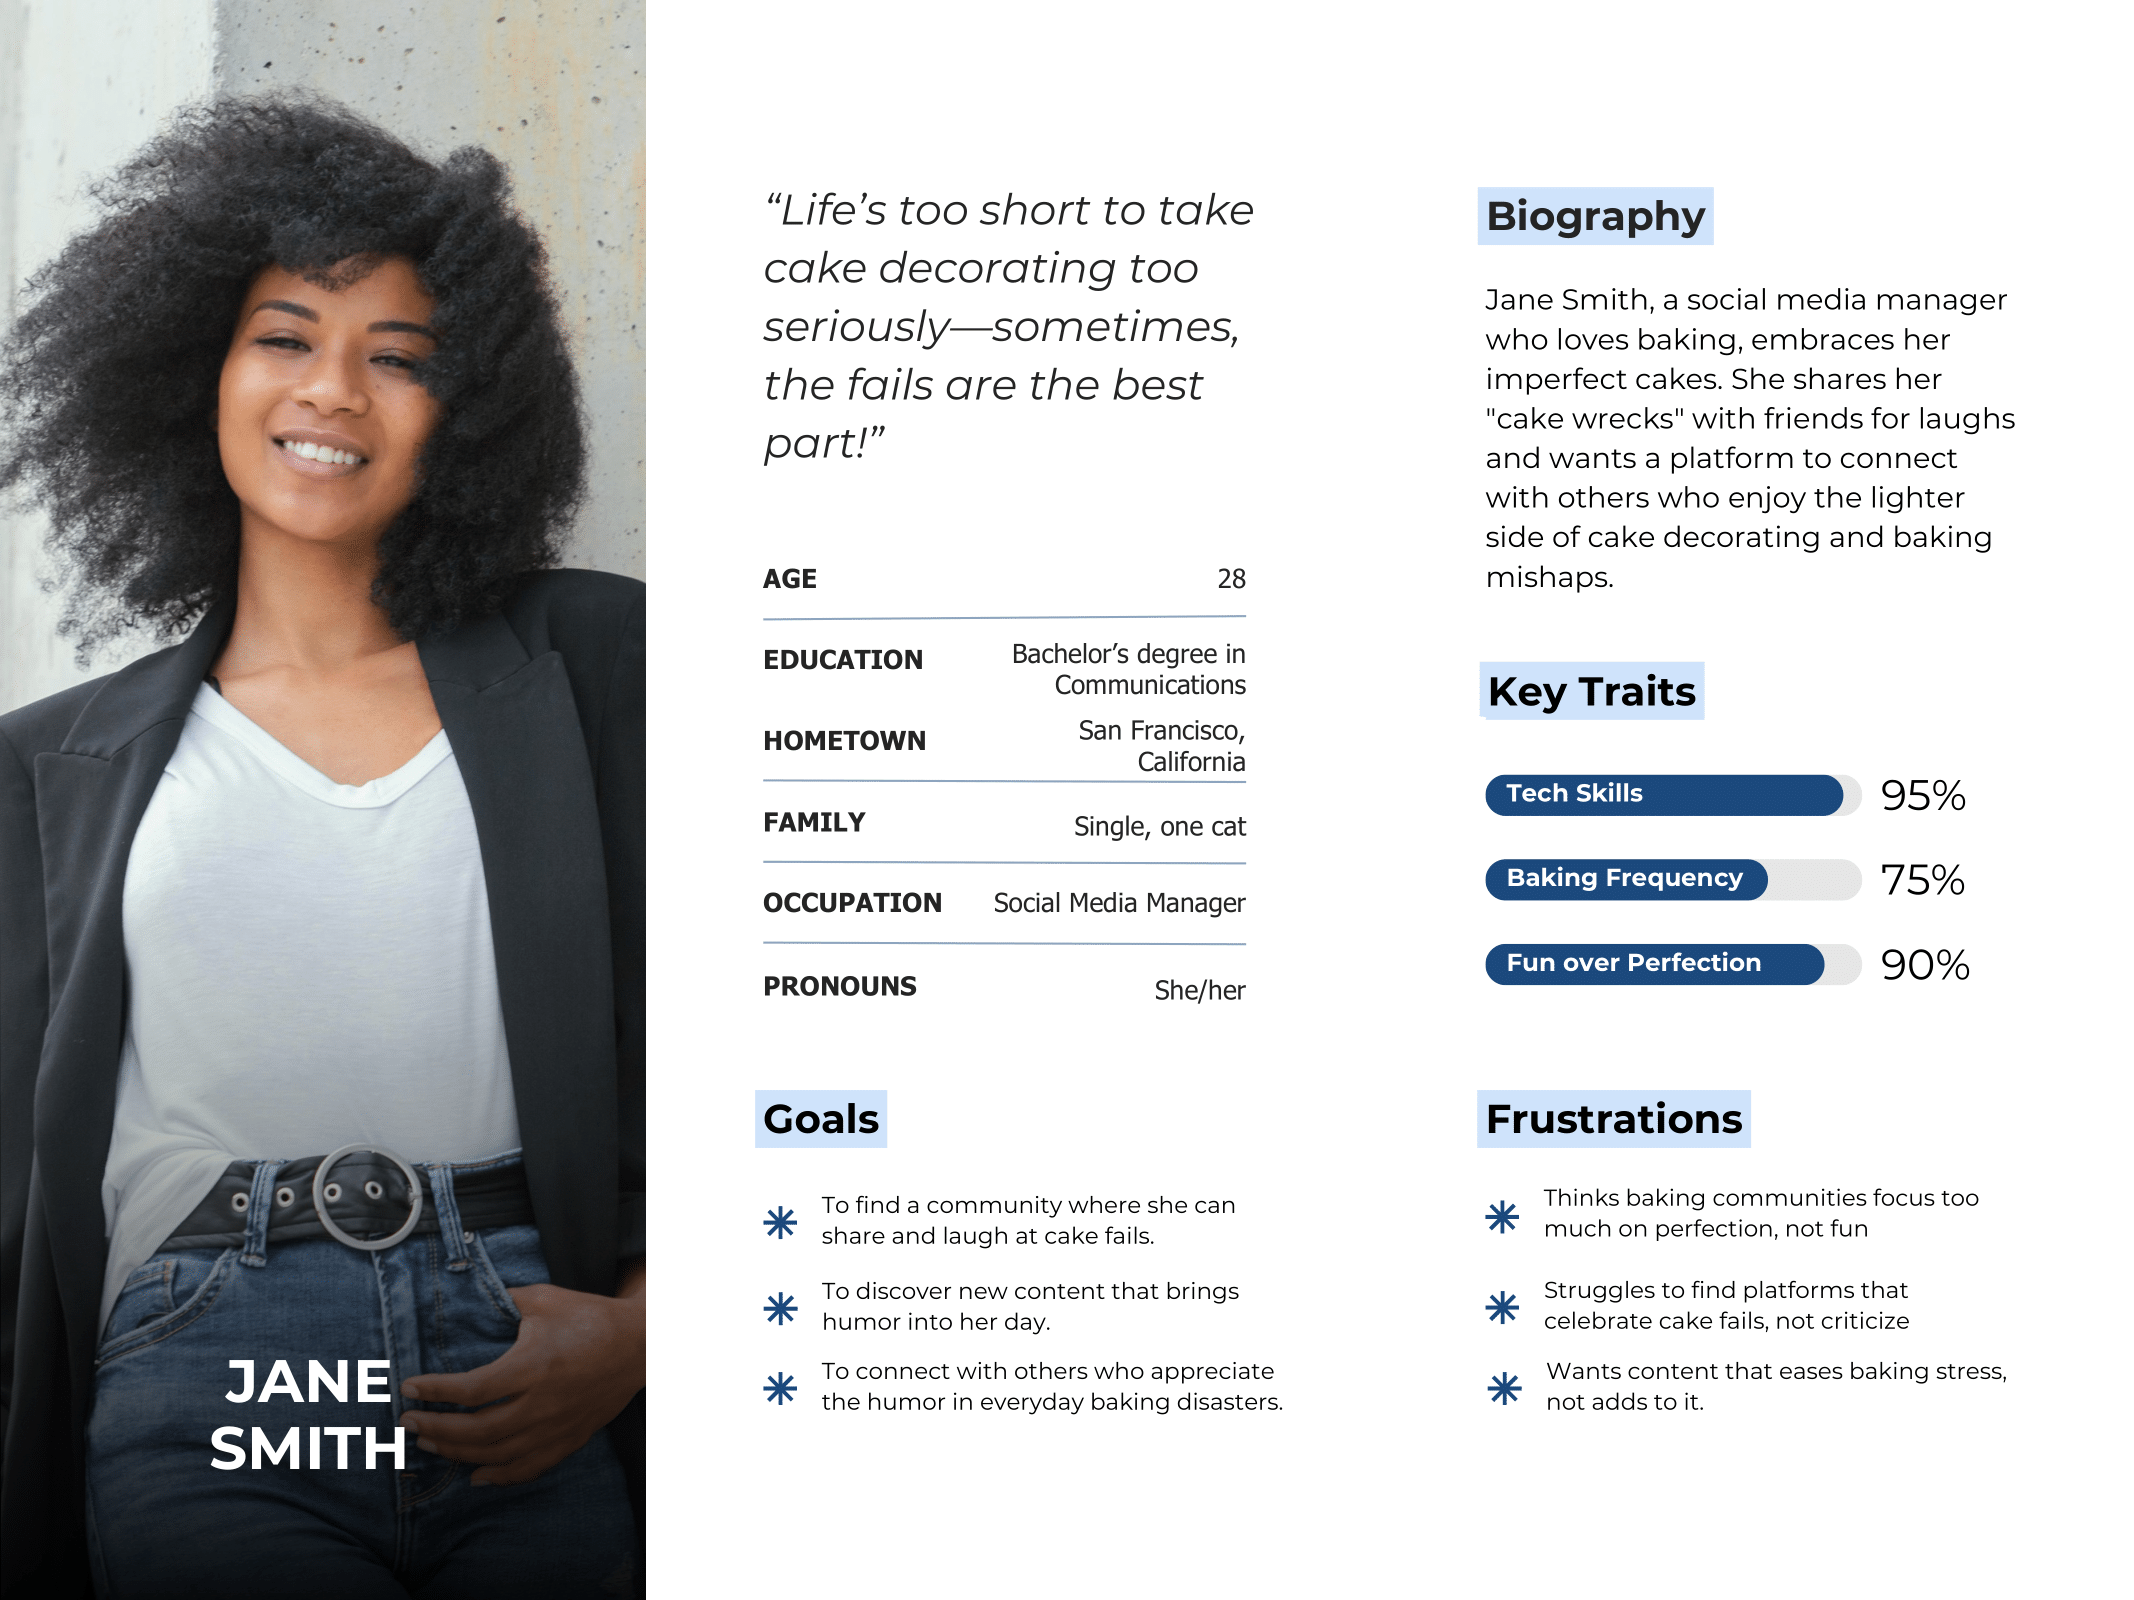 JANE
SMITH
“Life’s too short to take
cake decorating too
seriously—sometimes,
the fails are the best
part!”
AGE 28
EDUCATION Bachelor’s degree in
Communications
HOMETOWN San Francisco,
California
FAMILY Single, one cat
OCCUPATION Social Media Manager
PRONOUNS She/her
Goals
To find a community where she can
share and laugh at cake fails.
To discover new content that brings
humor into her day.
To connect with others who appreciate
the humor in everyday baking disasters.
Biography
Jane Smith, a social media manager
who loves baking, embraces her
imperfect cakes. She shares her
"cake wrecks" with friends for laughs
and wants a platform to connect
with others who enjoy the lighter
side of cake decorating and baking
mishaps.
Key Traits
Tech Skills 95%
Baking Frequency 75%
Fun over Perfection 90%
Frustrations
Thinks baking communities focus too
much on perfection, not fun
Struggles to find platforms that
celebrate cake fails, not criticize
Wants content that eases baking stress,
not adds to it.